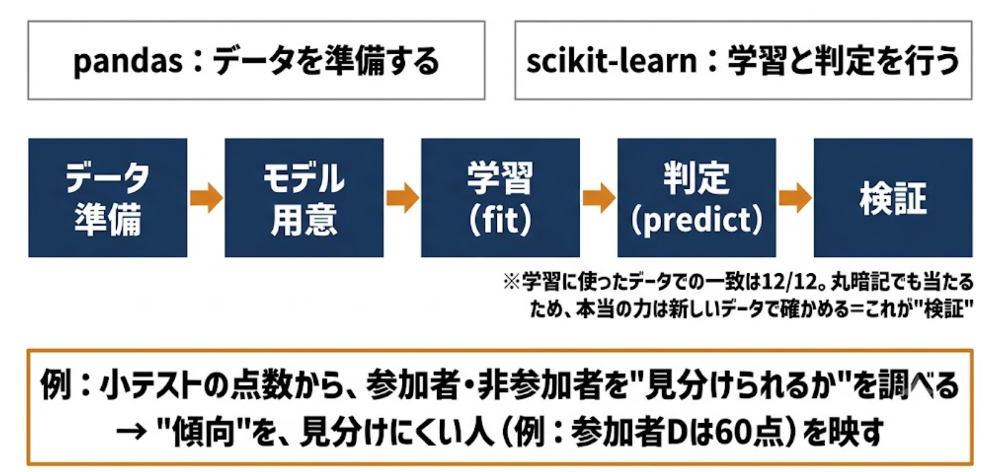 pandas：データを準備する
scikit-learn：学習と判定を行う
データ
準備
モデル
用意
学習
(fit)
判定
(predict)
検証
※学習に使ったデータでの一致は12/12。丸暗記でも当たる
ため、本当の力は新しいデータで確かめる=これが"検証"
例：小テストの点数から、参加者・非参加者を"見分けられるか"を調べる
→ "傾向"を、見分けにくい人（例：参加者Dは60点）を映す